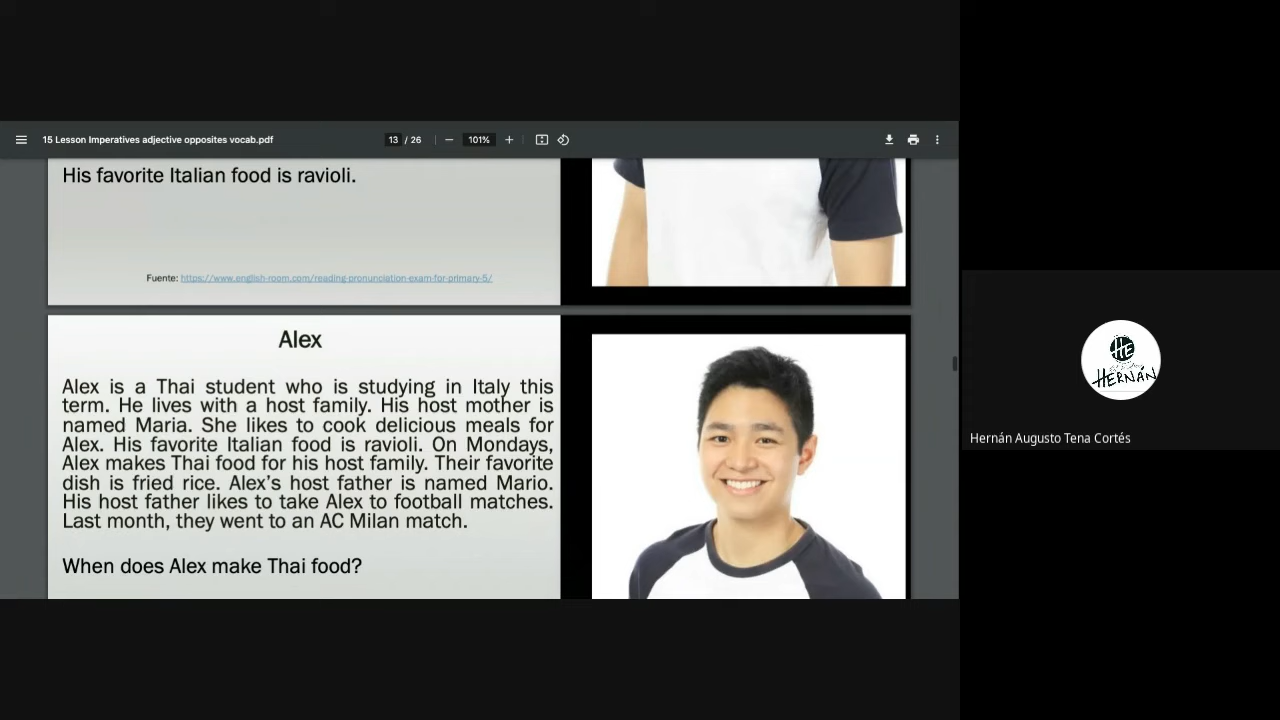 15 Lesson Imperatives adjective opposites vocab.pdf
13 / 26
101%
His favorite Italian food is ravioli.
Fuente: https://www.english-room.com/reading-pronunciation-exam-for-primary-5/
Alex
Alex is a Thai student who is studying in Italy this
term. He lives with a host family. His host mother is
named Maria. She likes to cook delicious meals for
Alex. His favorite Italian food is ravioli. On Mondays,
Alex makes Thai food for his host family. Their favorite
dish is fried rice. Alex’s host father is named Mario.
His host father likes to take Alex to football matches.
Last month, they went to an AC Milan match.
When does Alex make Thai food?
HE
HERNÁN
Hernán Augusto Tena Cortés